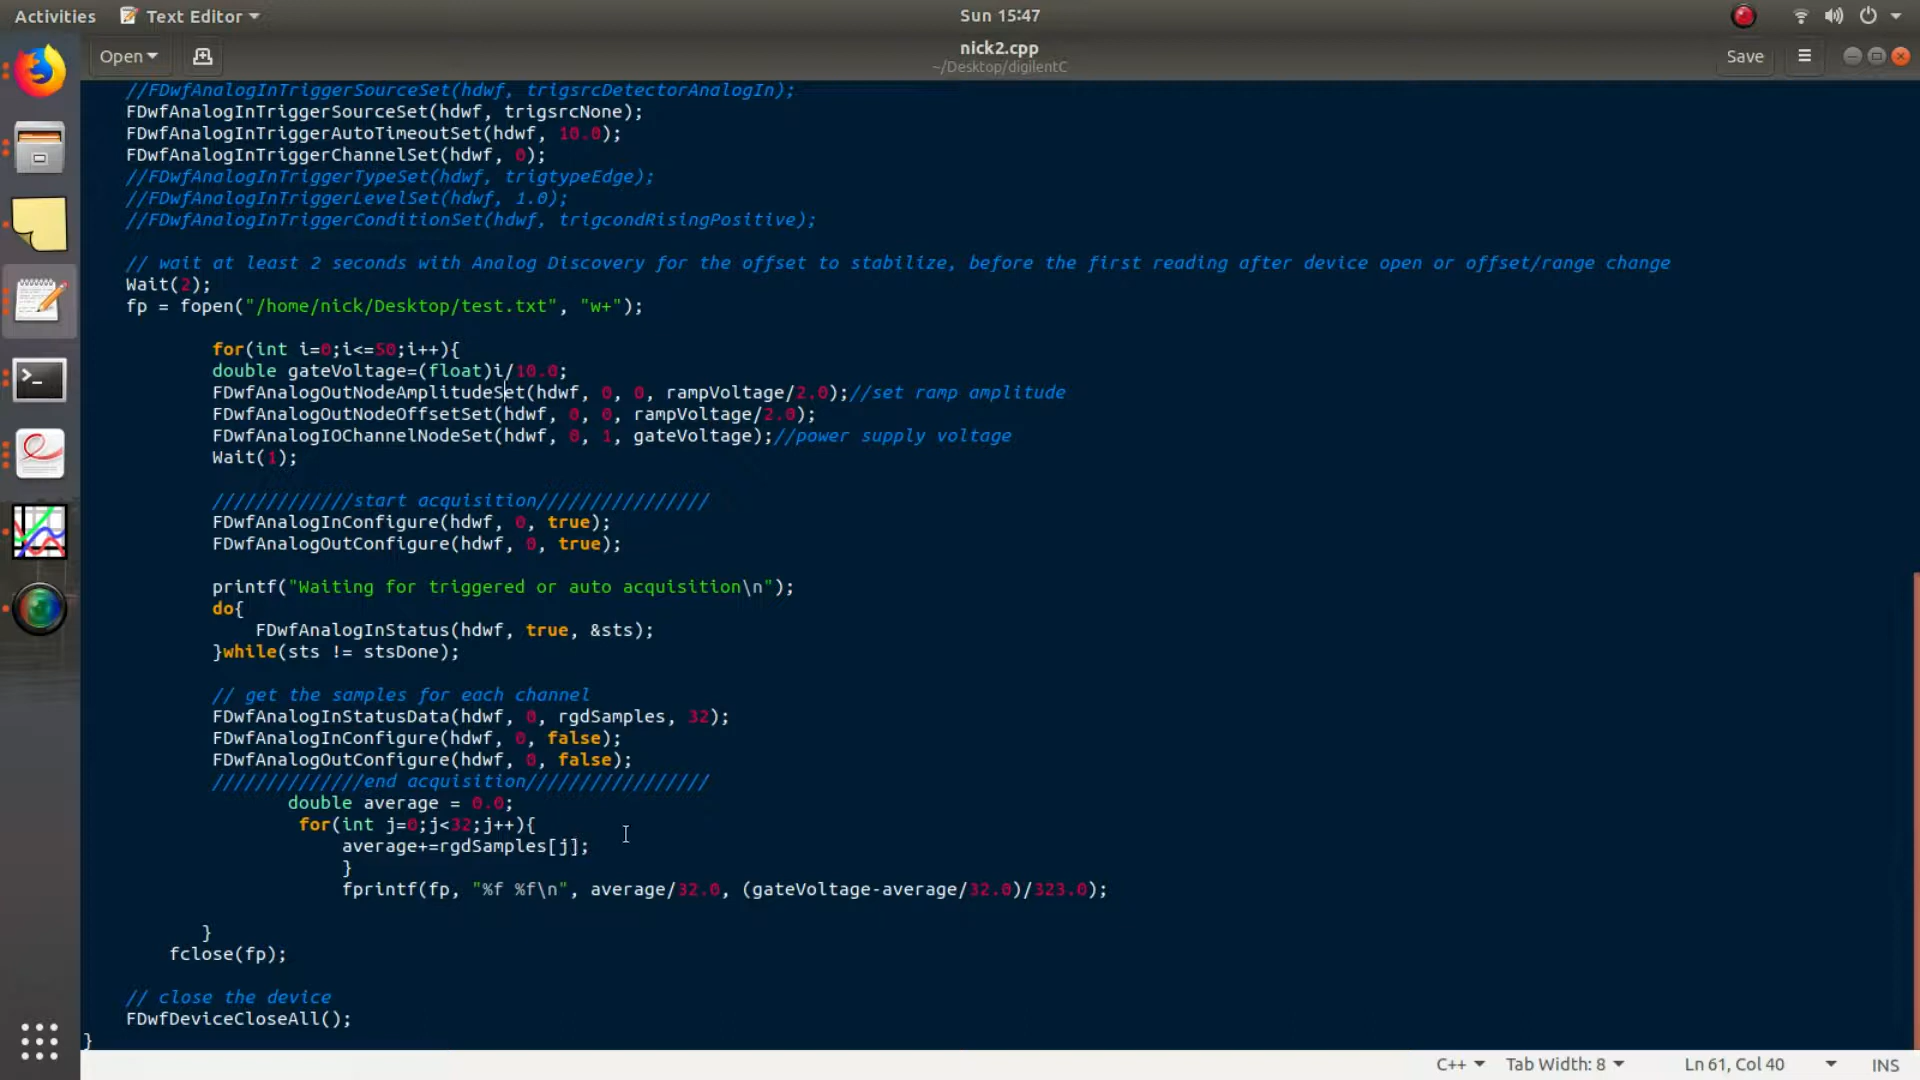 Activities
Text Editor
Sun 15:47
Open
nick2.cpp
~/Desktop/digilentC
Save
//FDwfAnalogInTriggerSourceSet(hdwf, trigsrcDetectorAnalogIn);
FDwfAnalogInTriggerSourceSet(hdwf, trigsrcNone);
FDwfAnalogInTriggerAutoTimeoutSet(hdwf, 10.0);
FDwfAnalogInTriggerChannelSet(hdwf, 0);
//FDwfAnalogInTriggerTypeSet(hdwf, trigtypeEdge);
//FDwfAnalogInTriggerLevelSet(hdwf, 1.0);
//FDwfAnalogInTriggerConditionSet(hdwf, trigcondRisingPositive);
// wait at least 2 seconds with Analog Discovery for the offset to stabilize, before the first reading after device open or offset/range change
Wait(2);
fp = fopen("/home/nick/Desktop/test.txt", "w+");
for(int i=0;i<=50;i++){
double gateVoltage=(float)i/10.0;
FDwfAnalogOutNodeAmplitudeSet(hdwf, 0, 0, rampVoltage/2.0);//set ramp amplitude
FDwfAnalogOutNodeOffsetSet(hdwf, 0, 0, rampVoltage/2.0);
FDwfAnalogIOChannelNodeSet(hdwf, 0, 1, gateVoltage);//power supply voltage
Wait(1);
/////////////start acquisition////////////////
FDwfAnalogInConfigure(hdwf, 0, true);
FDwfAnalogOutConfigure(hdwf, 0, true);
printf("Waiting for triggered or auto acquisition\n");
do{
FDwfAnalogInStatus(hdwf, true, &sts);
}while(sts != stsDone);
// get the samples for each channel
FDwfAnalogInStatusData(hdwf, 0, rgdSamples, 32);
FDwfAnalogInConfigure(hdwf, 0, false);
FDwfAnalogOutConfigure(hdwf, 0, false);
//////////////end acquisition/////////////////
double average = 0.0;
for(int j=0;j<32;j++){
average+=rgdSamples[j];
}
fprintf(fp, "%f %f\n", average/32.0, (gateVoltage-average/32.0)/323.0);
}
fclose(fp);
// close the device
FDwfDeviceCloseAll();
}
C++
Tab Width: 8
Ln 61, Col 40
INS